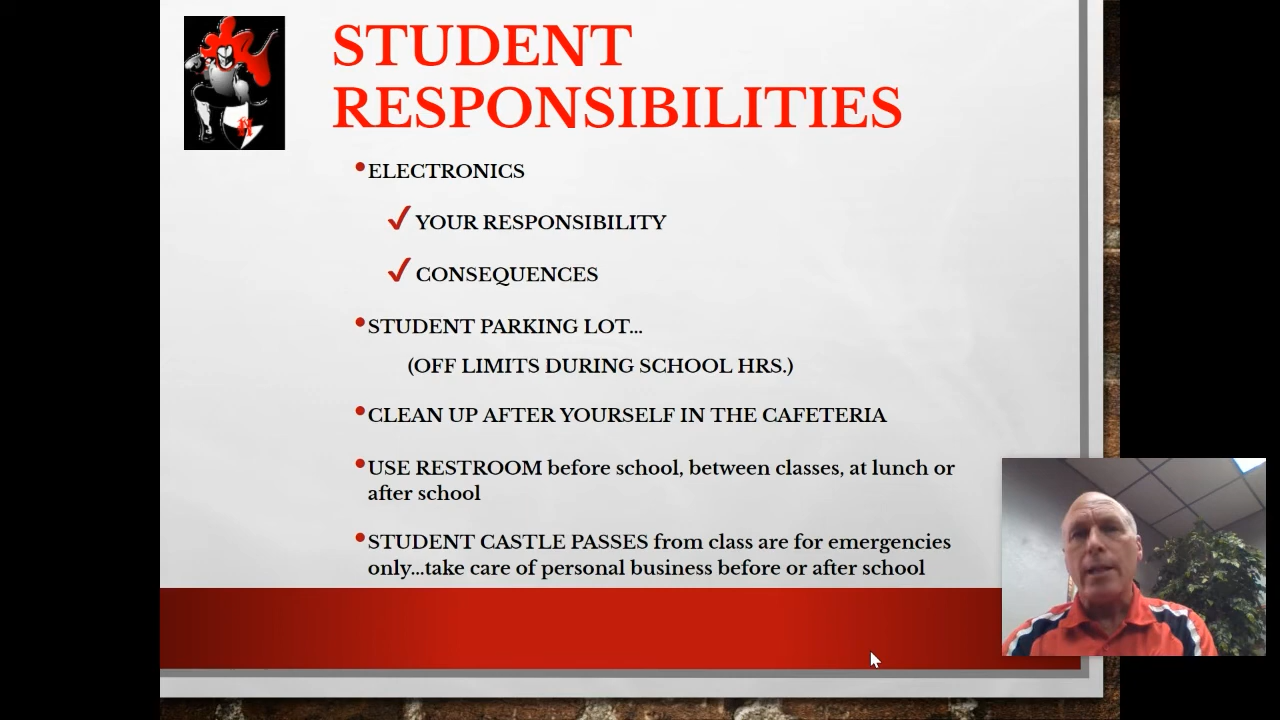 STUDENT
RESPONSIBILITIES
•ELECTRONICS
✓YOUR RESPONSIBILITY
✓CONSEQUENCES
•STUDENT PARKING LOT...
(OFF LIMITS DURING SCHOOL HRS.)
•CLEAN UP AFTER YOURSELF IN THE CAFETERIA
•USE RESTROOM before school, between classes, at lunch or
after school
•STUDENT CASTLE PASSES from class are for emergencies
only...take care of personal business before or after school